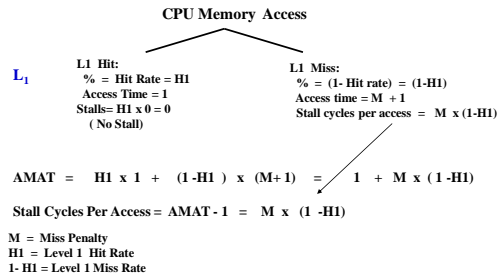 CPU Memory Access
L1
L1 Hit:
% = Hit Rate = H1
Access Time = 1
Stalls= H1 x 0 = 0
( No Stall)
L1 Miss:
% = (1- Hit rate) = (1-H1)
Access time = M + 1
Stall cycles per access = M x (1-H1)
AMAT = H1 x 1 + (1 -H1 ) x (M+ 1) = 1 + M x ( 1 -H1)
Stall Cycles Per Access = AMAT - 1 = M x (1 -H1)
M = Miss Penalty
H1 = Level 1 Hit Rate
1- H1 = Level 1 Miss Rate